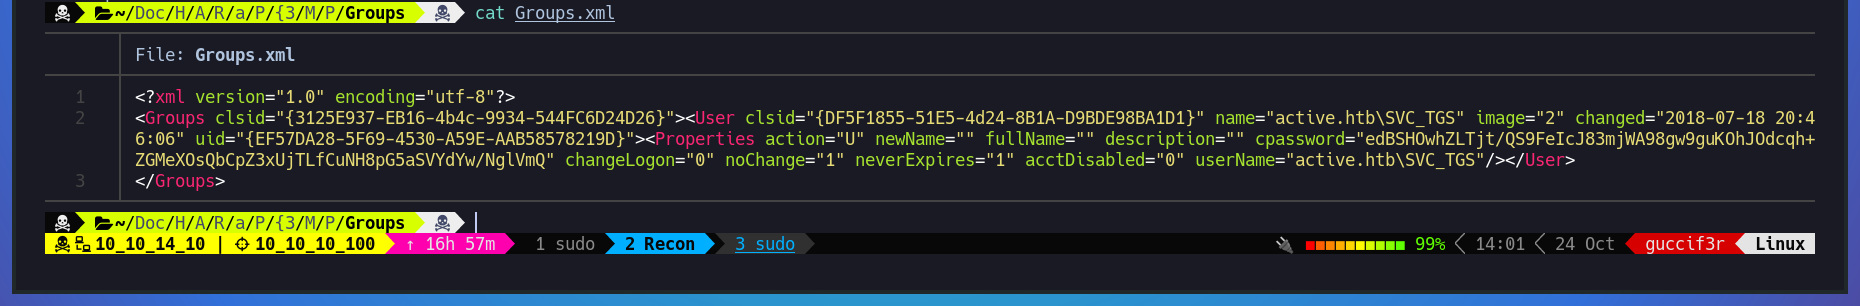 ~/Doc/H/A/R/a/P/{3/M/P/Groups cat Groups.xml
File: Groups.xml
1 <?xml version="1.0" encoding="utf-8"?>
2 <Groups clsid="{3125E937-EB16-4b4c-9934-544FC6D24D26}"><User clsid="{DF5F1855-51E5-4d24-8B1A-D9BDE98BA1D1}" name="active.htb\SVC_TGS" image="2" changed="2018-07-18 20:4
6:06" uid="{EF57DA28-5F69-4530-A59E-AAB58578219D}"><Properties action="U" newName="" fullName="" description="" cpassword="edBSHOwhZLTjt/QS9FeIcJ83mjWA98gw9guKOhJOdcqh+
ZGMeXOsQbCpZ3xUjTLfCuNH8pG5aSVYdYw/NglVmQ" changeLogon="0" noChange="1" neverExpires="1" acctDisabled="0" userName="active.htb\SVC_TGS"/></User>
3 </Groups>
~/Doc/H/A/R/a/P/{3/M/P/Groups
10_10_14_10 | 10_10_10_100 ↑ 16h 57m 1 sudo 2 Recon 3 sudo 99% 14:01 24 Oct guccif3r Linux